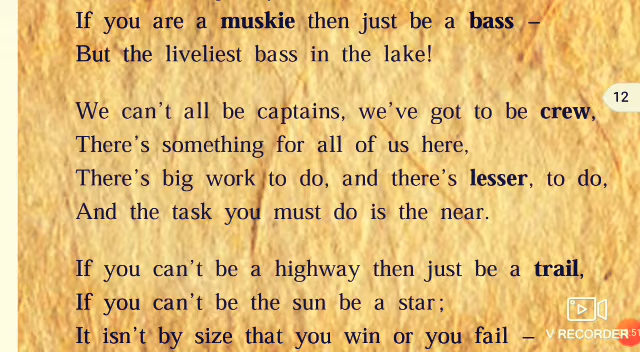 If you are a muskie then just be a bass –
But the liveliest bass in the lake!
We can't all be captains, we've got to be crew,
There's something for all of us here,
There's big work to do, and there's lesser, to do,
And the task you must do is the near.
If you can't be a highway then just be a trail,
If you can't be the sun be a star;
It isn't by size that you win or you fail –
12
V RECORDER